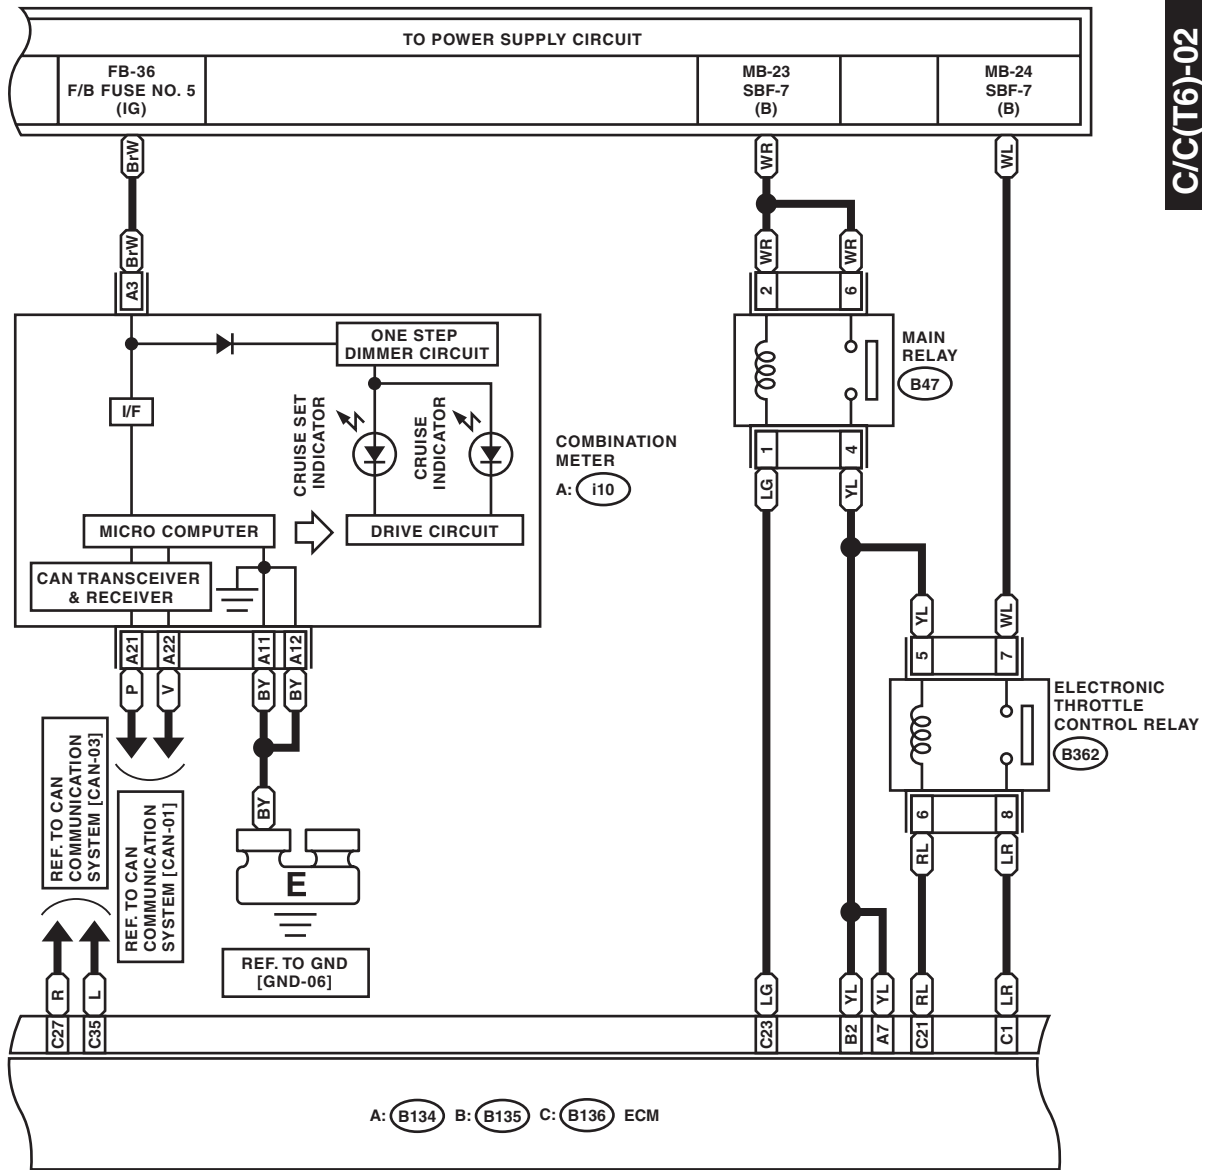 C/C(T6)-02
TO POWER SUPPLY CIRCUIT
FB-36
F/B FUSE NO. 5
(IG)
MB-23
SBF-7
(B)
MB-24
SBF-7
(B)
BrW
WR
WL
BrW
WR
WR
A3
2
6
ONE STEP
DIMMER CIRCUIT
MAIN
RELAY
B47
I/F
CRUISE SET
INDICATOR
CRUISE
INDICATOR
COMBINATION
METER
A: i10
1
4
LG
YL
MICRO COMPUTER
DRIVE CIRCUIT
CAN TRANSCEIVER
& RECEIVER
YL
WL
A21
A22
A11
A12
5
7
P
V
BY
BY
ELECTRONIC
THROTTLE
CONTROL RELAY
B362
REF. TO CAN
COMMUNICATION
SYSTEM [CAN-03]
REF. TO CAN
COMMUNICATION
SYSTEM [CAN-01]
BY
6
8
RL
LR
E
REF. TO GND
[GND-06]
R
L
LG
YL
YL
RL
LR
C27
C35
C23
B2
A7
C21
C1
A: B134 B: B135 C: B136 ECM